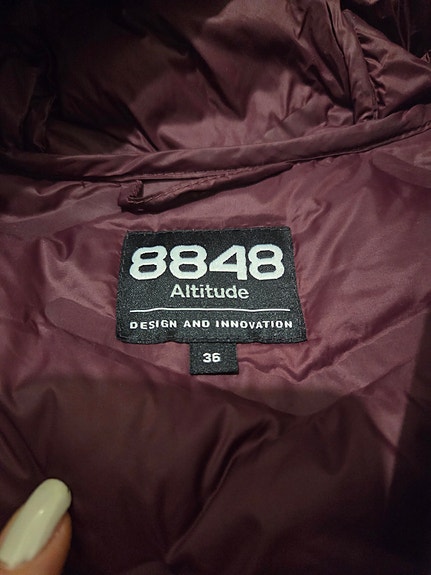 8848
Altitude
DESIGN AND INNOVATION
36